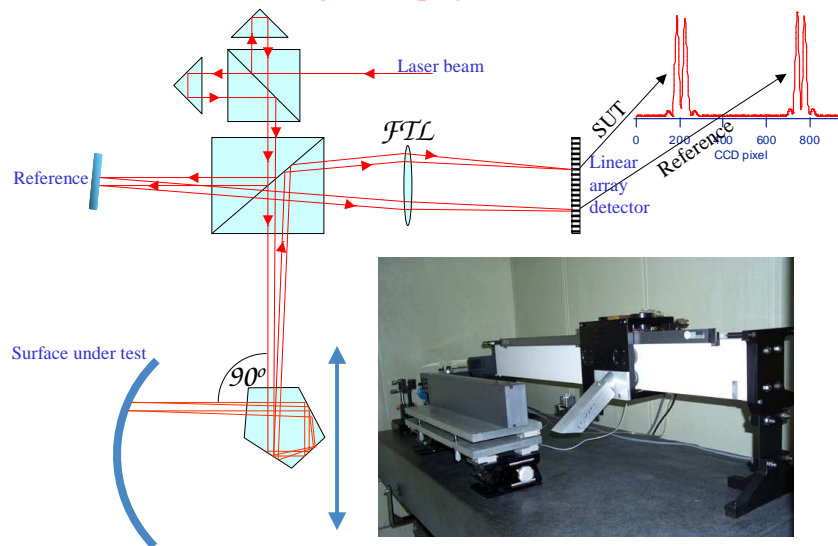 Laser beam
FTL
SUT
Reference
0 200 400 600 800
CCD pixel
Reference
Linear
array
detector
Surface under test
90º